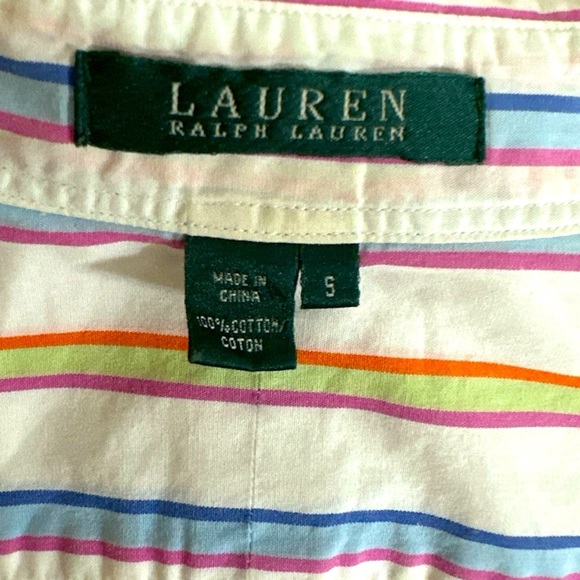 LAUREN
RALPH LAUREN
MADE IN
CHINA
S
100% COTTON/
COTON